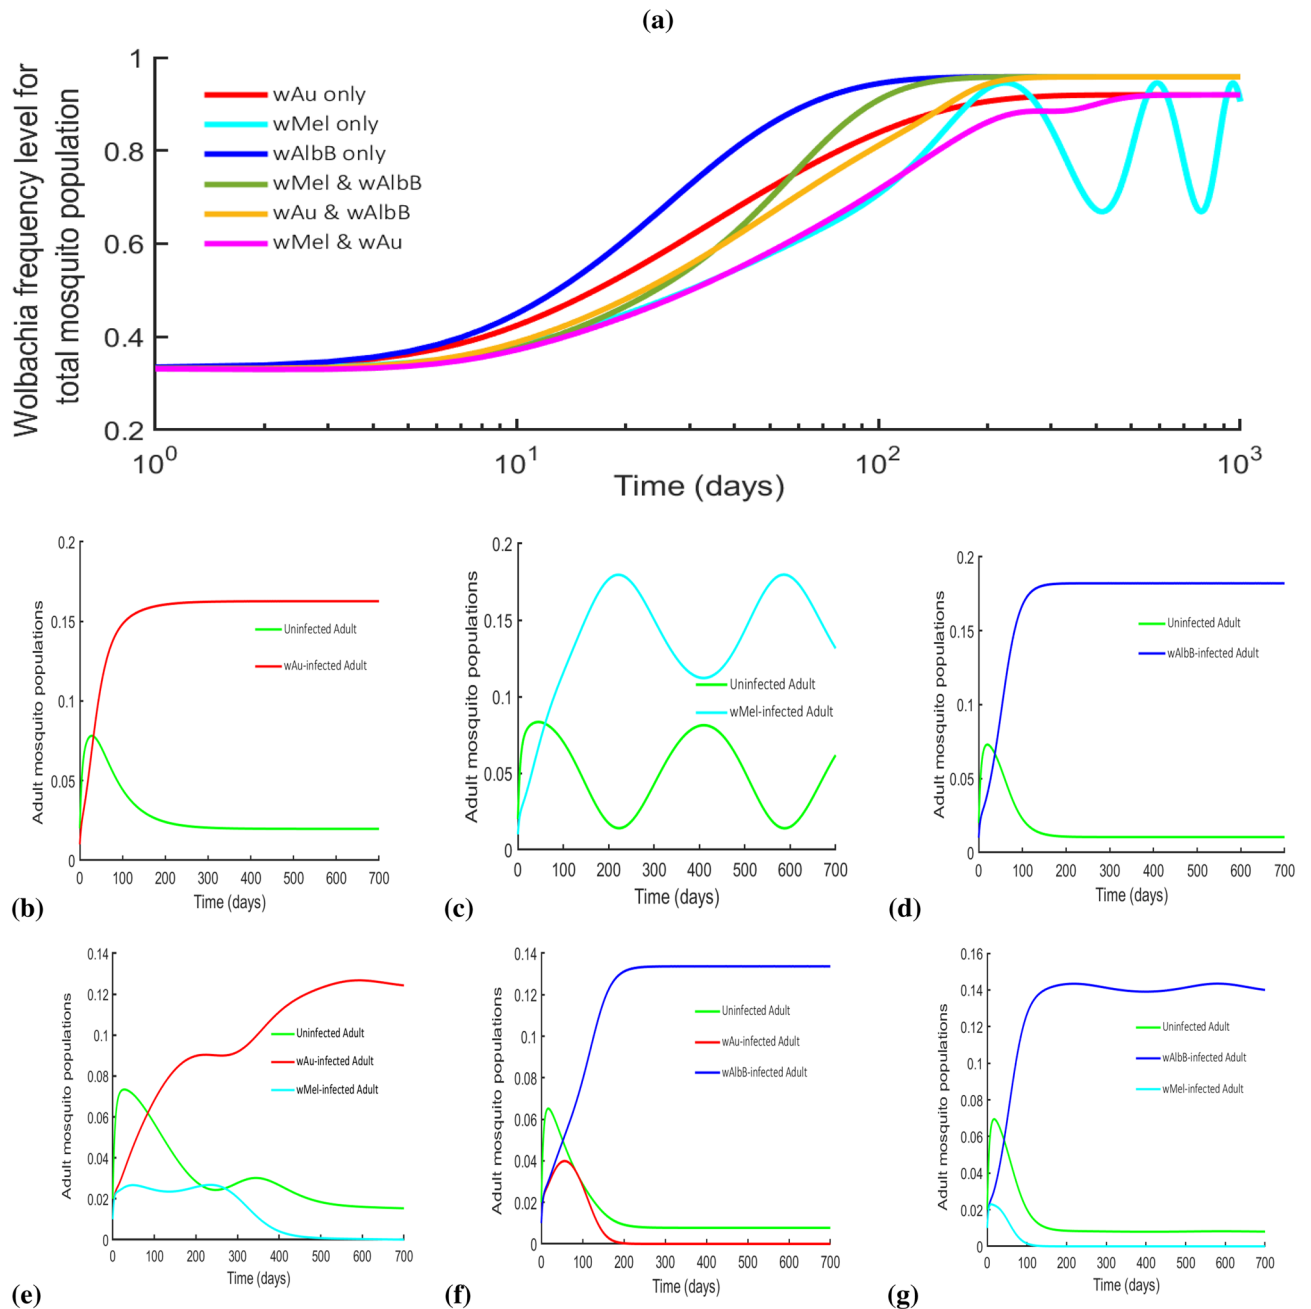 (a)
Wolbachia frequency level for
total mosquito population
1
0.8
0.6
0.4
0.2
wAu only
wMel only
wAlbB only
wMel & wAlbB
wAu & wAlbB
wMel & wAu
10^0 10^1 10^2 10^3
Time (days)
Adult mosquito populations
0.2
0.15
0.1
0.05
0
Uninfected Adult
wAu-infected Adult
0 100 200 300 400 500 600 700
Time (days)
(b)
Adult mosquito populations
0.2
0.15
0.1
0.05
0
Uninfected Adult
wMel-infected Adult
0 100 200 300 400 500 600 700
Time (days)
(c)
Adult mosquito populations
0.2
0.15
0.1
0.05
0
Uninfected Adult
wAlbB-infected Adult
0 100 200 300 400 500 600 700
Time (days)
(d)
Adult mosquito populations
0.14
0.12
0.1
0.08
0.06
0.04
0.02
0
Uninfected Adult
wAu-infected Adult
wMel-infected Adult
0 100 200 300 400 500 600 700
Time (days)
(e)
Adult mosquito populations
0.14
0.12
0.1
0.08
0.06
0.04
0.02
0
Uninfected Adult
wAu-infected Adult
wAlbB-infected Adult
0 100 200 300 400 500 600 700
Time (days)
(f)
Adult mosquito populations
0.16
0.14
0.12
0.1
0.08
0.06
0.04
0.02
0
Uninfected Adult
wAlbB-infected Adult
wMel-infected Adult
0 100 200 300 400 500 600 700
Time (days)
(g)